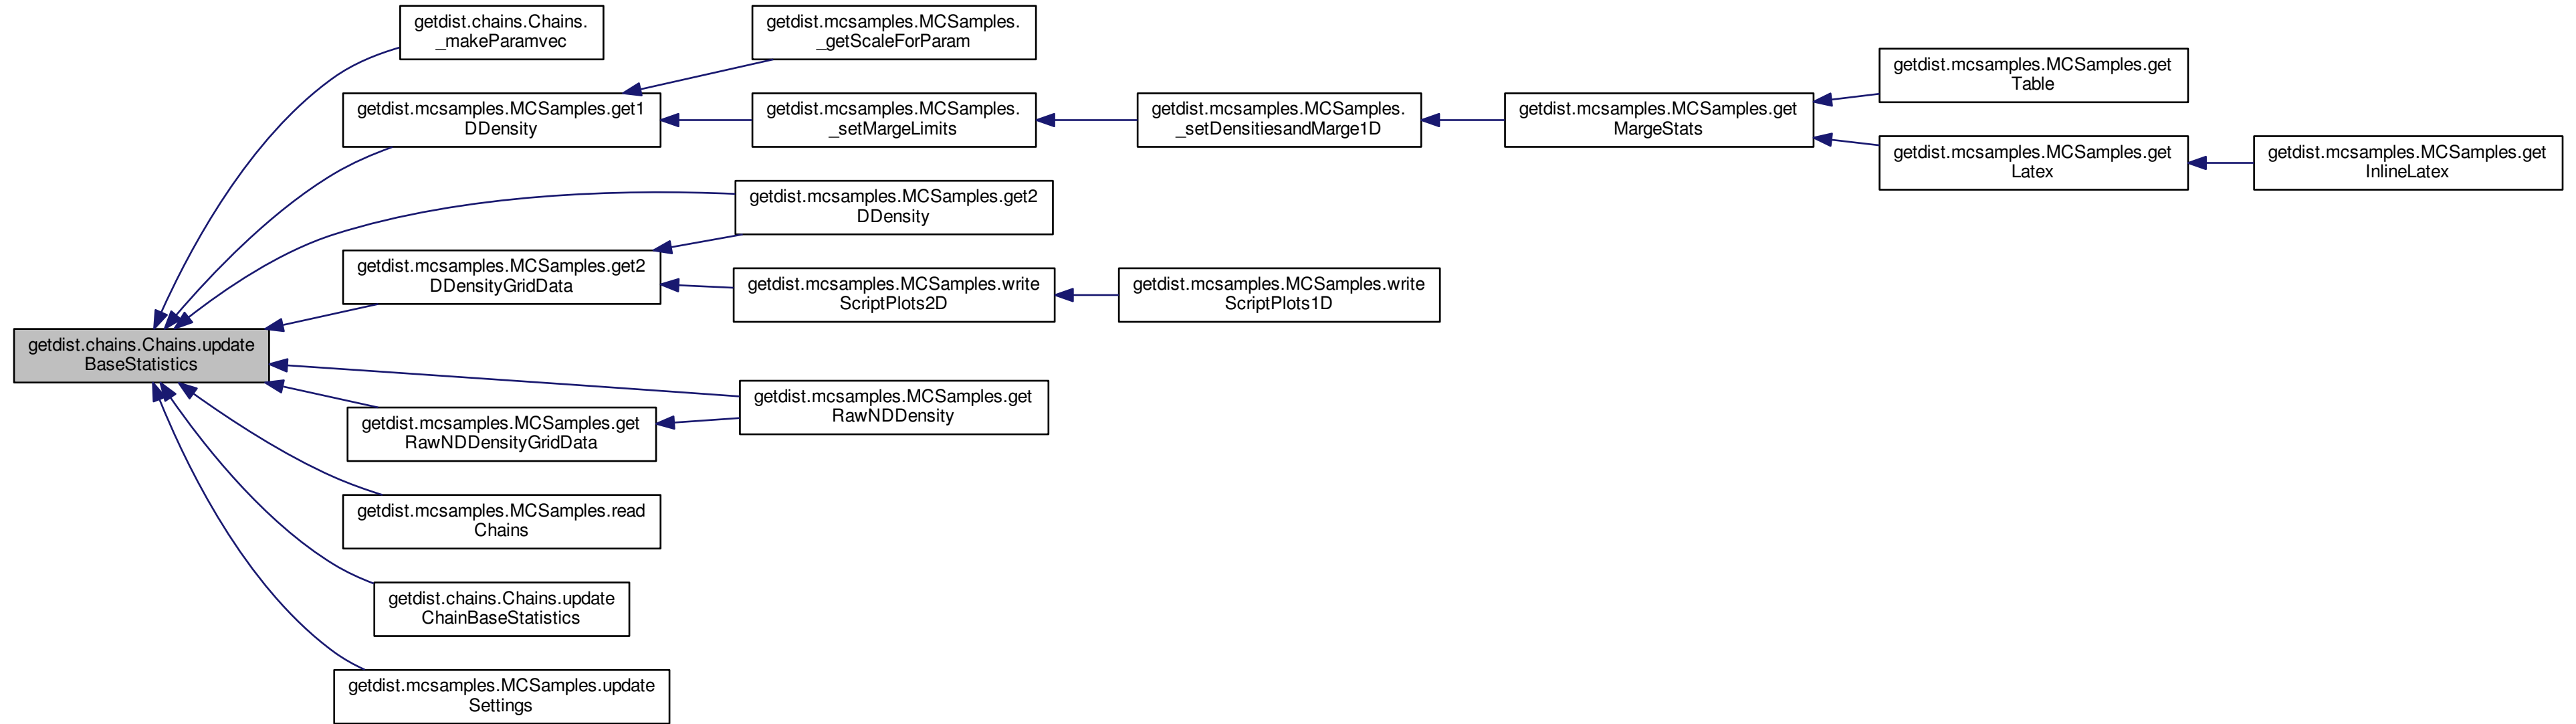 getdist.chains.Chains.
_makeParamvec
getdist.mcsamples.MCSamples.
_getScaleForParam
getdist.mcsamples.MCSamples.get
Table
getdist.mcsamples.MCSamples.get1
DDensity
getdist.mcsamples.MCSamples.
_setMargeLimits
getdist.mcsamples.MCSamples.
_setDensitiesandMarge1D
getdist.mcsamples.MCSamples.get
MargeStats
getdist.mcsamples.MCSamples.get
Latex
getdist.mcsamples.MCSamples.get
InlineLatex
getdist.mcsamples.MCSamples.get2
DDensity
getdist.mcsamples.MCSamples.get2
DDensityGridData
getdist.mcsamples.MCSamples.write
ScriptPlots2D
getdist.mcsamples.MCSamples.write
ScriptPlots1D
getdist.chains.Chains.update
BaseStatistics
getdist.mcsamples.MCSamples.get
RawNDDensity
getdist.mcsamples.MCSamples.get
RawNDDensityGridData
getdist.mcsamples.MCSamples.read
Chains
getdist.chains.Chains.update
ChainBaseStatistics
getdist.mcsamples.MCSamples.update
Settings